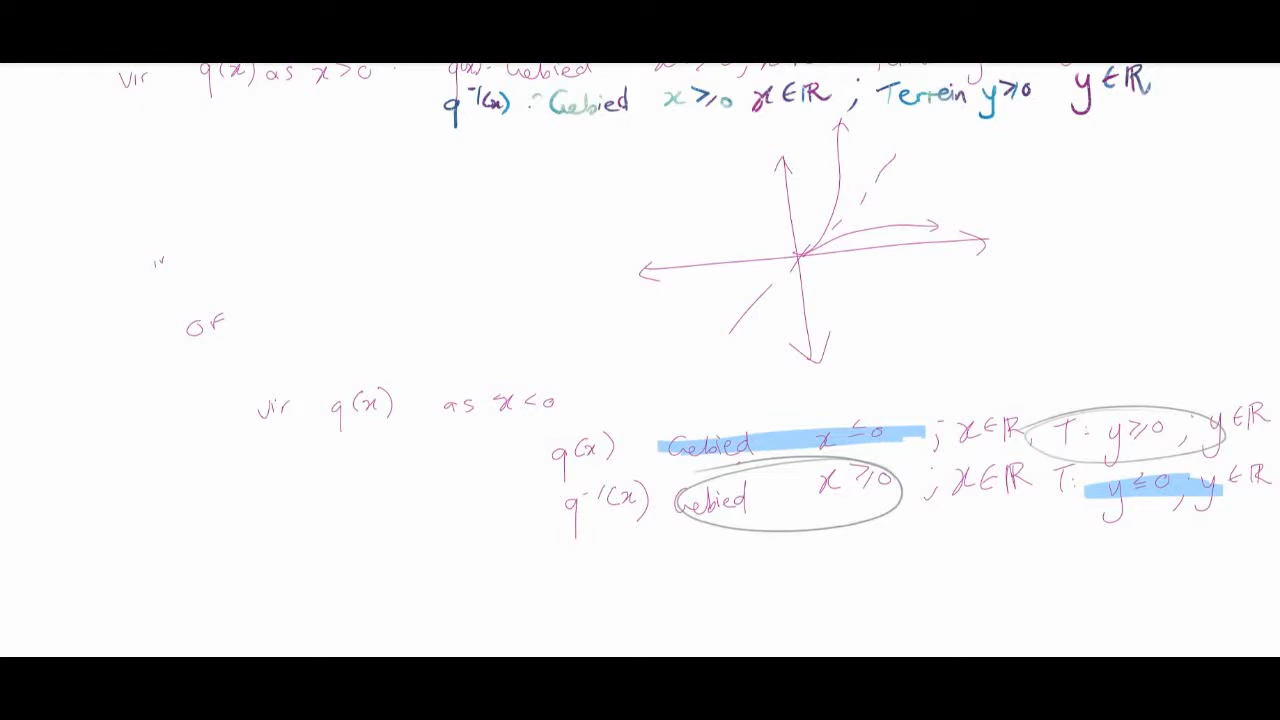 Vir q(x) as x>0 q(x): Gebied
q⁻¹(x) : Gebied x ≥ 0 x∈ℝ ; Terrein y ≥ 0 y∈ℝ
OF
vir q(x) as x<0
q(x) Gebied x ≤ 0 ; x∈ℝ, T: y ≥ 0 ; y∈ℝ
q⁻¹(x) Gebied x ≥ 0 ; x∈ℝ T: y ≤ 0 ; y∈ℝ